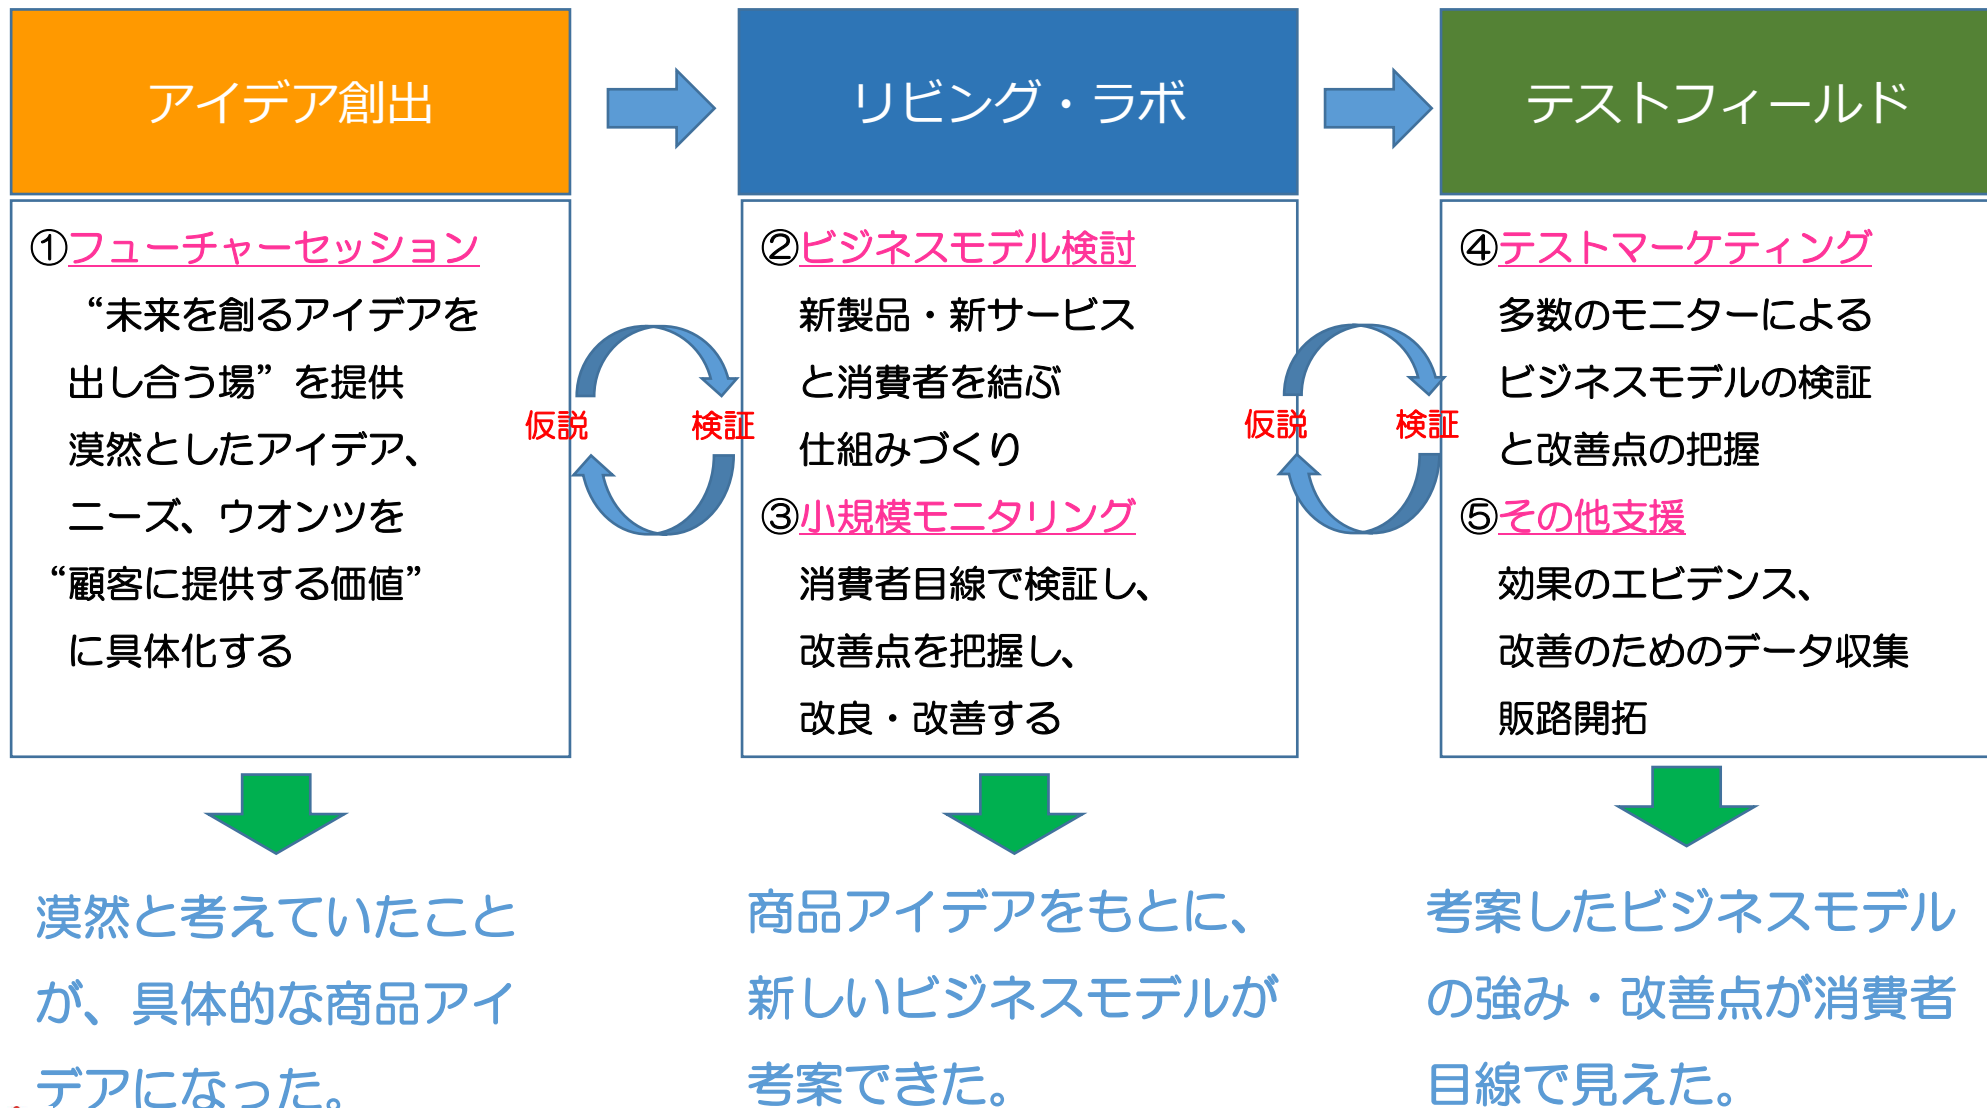 アイデア創出
リビング・ラボ
テストフィールド
①フューチャーセッション
“未来を創るアイデアを
出し合う場”を提供
漠然としたアイデア、
ニーズ、ウオンツを
“顧客に提供する価値”
に具体化する
仮説
検証
②ビジネスモデル検討
新製品・新サービス
と消費者を結ぶ
仕組みづくり
③小規模モニタリング
消費者目線で検証し、
改善点を把握し、
改良・改善する
仮説
検証
④テストマーケティング
多数のモニターによる
ビジネスモデルの検証
と改善点の把握
⑤その他支援
効果のエビデンス、
改善のためのデータ収集
販路開拓
漠然と考えていたこと
が、具体的な商品アイ
デアになった。
商品アイデアをもとに、
新しいビジネスモデルが
考案できた。
考案したビジネスモデル
の強み・改善点が消費者
目線で見えた。